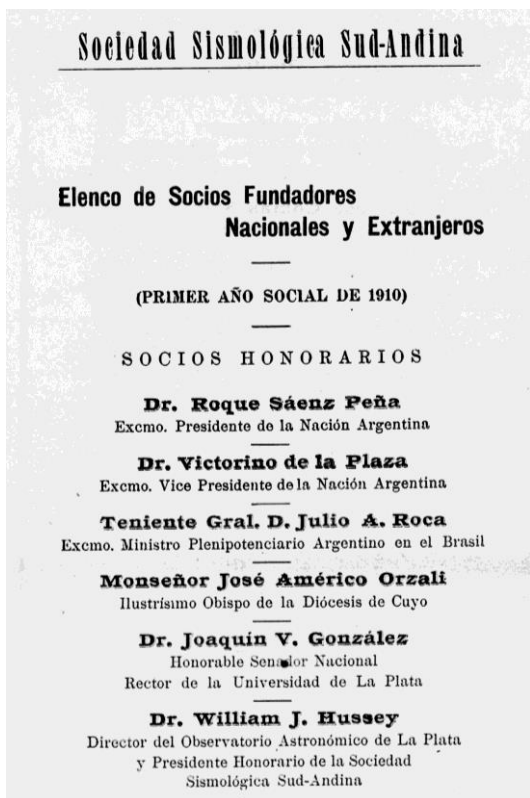 Sociedad Sismológica Sud-Andina
Elenco de Socios Fundadores
Nacionales y Extranjeros
(PRIMER AÑO SOCIAL DE 1910)
SOCIOS HONORARIOS
Dr. Roque Sáenz Peña
Excmo. Presidente de la Nación Argentina
Dr. Victorino de la Plaza
Excmo. Vice Presidente de la Nación Argentina
Teniente Gral. D. Julio A. Roca
Excmo. Ministro Plenipotenciario Argentino en el Brasil
Monseñor José Américo Orzali
Ilustrísimo Obispo de la Diócesis de Cuyo
Dr. Joaquín V. González
Honorable Senador Nacional
Rector de la Universidad de La Plata
Dr. William J. Hussey
Director del Observatorio Astronómico de La Plata
y Presidente Honorario de la Sociedad
Sismológica Sud-Andina